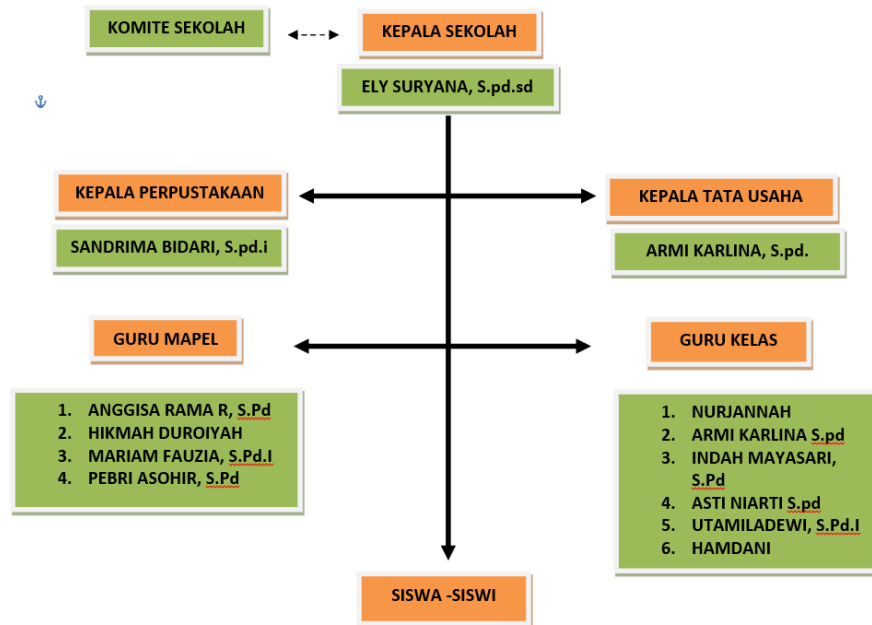 KOMITE SEKOLAH
KEPALA SEKOLAH
ELY SURYANA, S.pd.sd
KEPALA PERPUSTAKAAN
KEPALA TATA USAHA
SANDRIMA BIDARI, S.pd.i
ARMI KARLINA, S.pd.
GURU MAPEL
GURU KELAS
1. ANGGISA RAMA R, S.Pd
2. HIKMAH DUROIYAH
3. MARIAM FAUZIA, S.Pd.I
4. PEBRI ASOHIR, S.Pd
1. NURJANNAH
2. ARMI KARLINA S.pd
3. INDAH MAYASARI,
S.Pd
4. ASTI NIARTI S.pd
5. UTAMILADEWI, S.Pd.I
6. HAMDANI
SISWA -SISWI